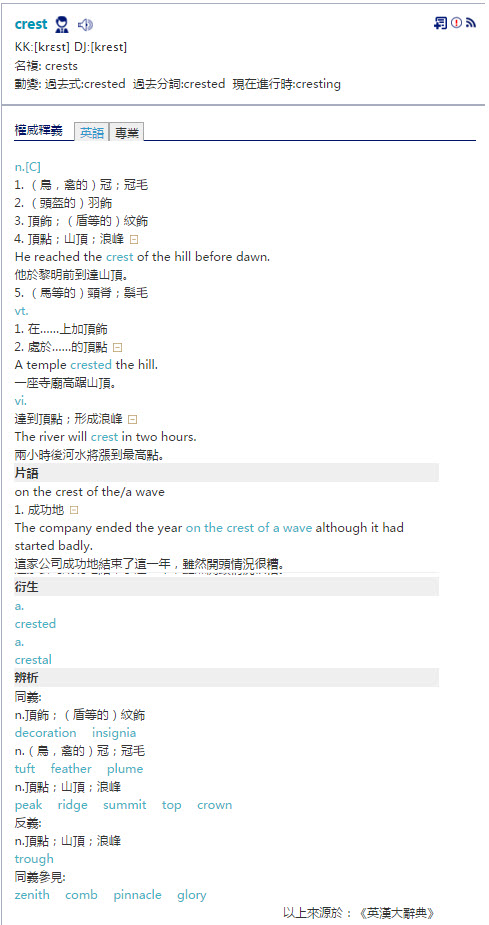 crest
KK:[krɛst] DJ:[krest]
名複: crests
動變: 過去式:crested 過去分詞:crested 現在進行時:cresting
權威釋義 英語 專業
n.[C]
1. （鳥，禽的）冠；冠毛
2. （頭盔的）羽飾
3. 頂飾；（盾等的）紋飾
4. 頂點；山頂；浪峰
He reached the crest of the hill before dawn.
他於黎明前到達山頂。
5. （馬等的）頸脊；鬃毛
vt.
1. 在……上加頂飾
2. 處於……的頂點
A temple crested the hill.
一座寺廟高踞山頂。
vi.
達到頂點；形成浪峰
The river will crest in two hours.
兩小時後河水將漲到最高點。
片語
on the crest of the/a wave
1. 成功地
The company ended the year on the crest of a wave although it had
started badly.
這家公司成功地結束了這一年，雖然開頭情況很糟。
衍生
a.
crested
a.
crestal
辨析
同義:
n.頂飾；（盾等的）紋飾
decoration insignia
n.（鳥，禽的）冠；冠毛
tuft feather plume
n.頂點；山頂；浪峰
peak ridge summit top crown
反義:
n.頂點；山頂；浪峰
trough
同義參見:
zenith comb pinnacle glory
以上來源於：《英漢大辭典》